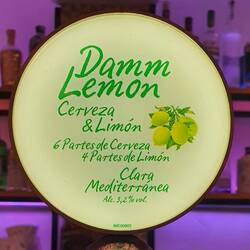 Damm
Lemon
Cerveza
& Limón
6 Partes de Cerveza
4 Partes de Limón
Clara
Mediterránea
Alc. 3,2% vol.